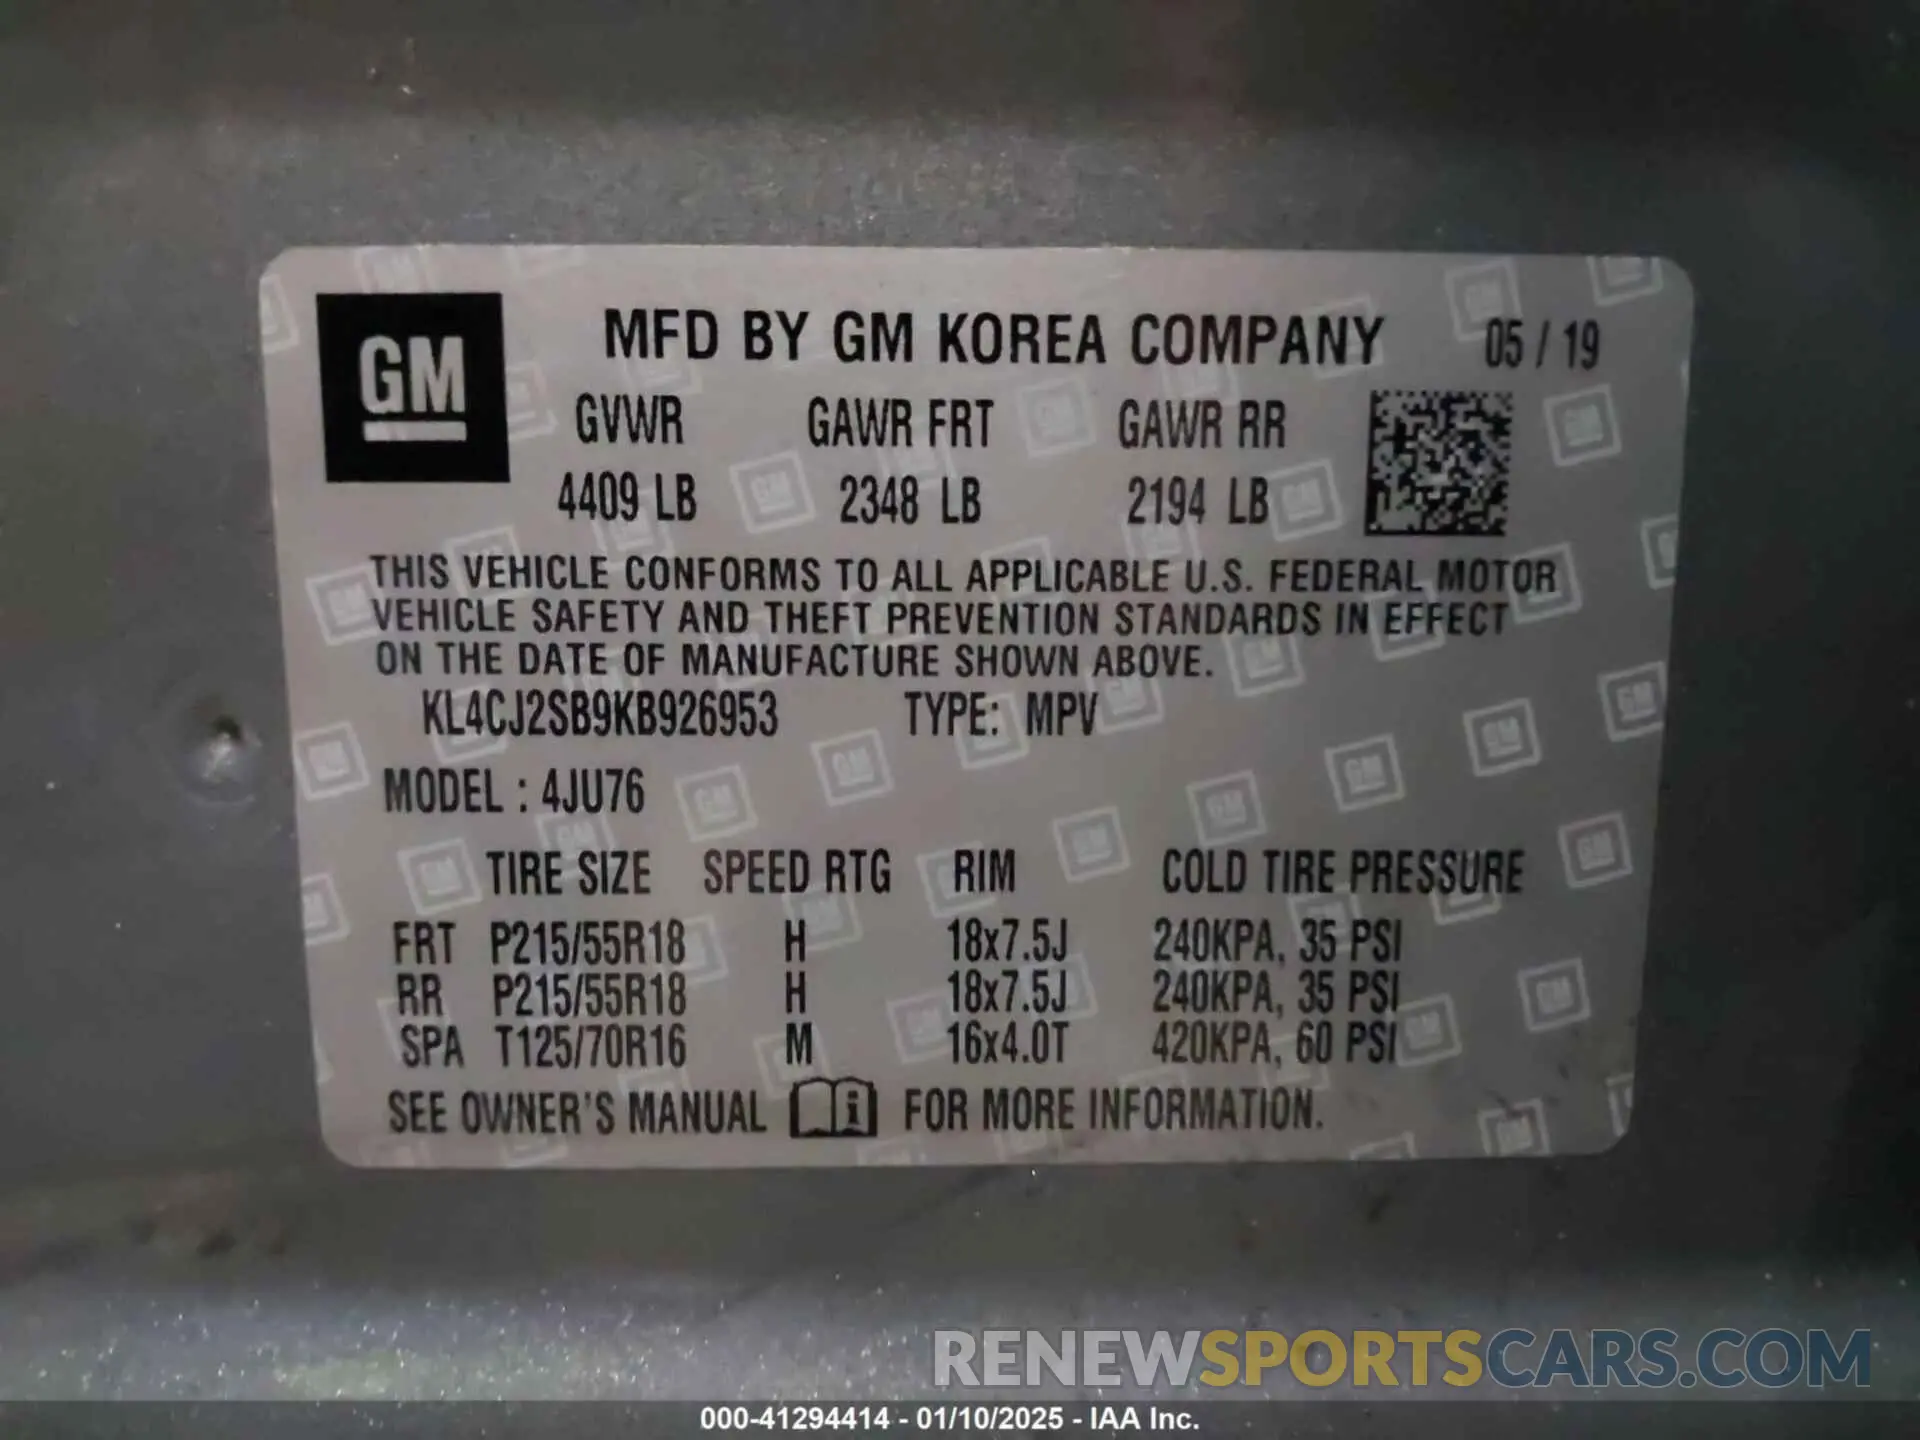 GM
MFD BY GM KOREA COMPANY 05 / 19
GVWR GAWR FRT GAWR RR
4409 LB 2348 LB 2194 LB
THIS VEHICLE CONFORMS TO ALL APPLICABLE U.S. FEDERAL MOTOR
VEHICLE SAFETY AND THEFT PREVENTION STANDARDS IN EFFECT
ON THE DATE OF MANUFACTURE SHOWN ABOVE.
KL4CJ2SB9KB926953 TYPE: MPV
MODEL : 4JU76
TIRE SIZE SPEED RTG RIM COLD TIRE PRESSURE
FRT P215/55R18 H 18x7.5J 240KPA, 35 PSI
RR P215/55R18 H 18x7.5J 240KPA, 35 PSI
SPA T125/70R16 M 16x4.0T 420KPA, 60 PSI
SEE OWNER'S MANUAL i FOR MORE INFORMATION.
RENEWSPORTSCARS.COM
000-41294414 - 01/10/2025 - IAA Inc.